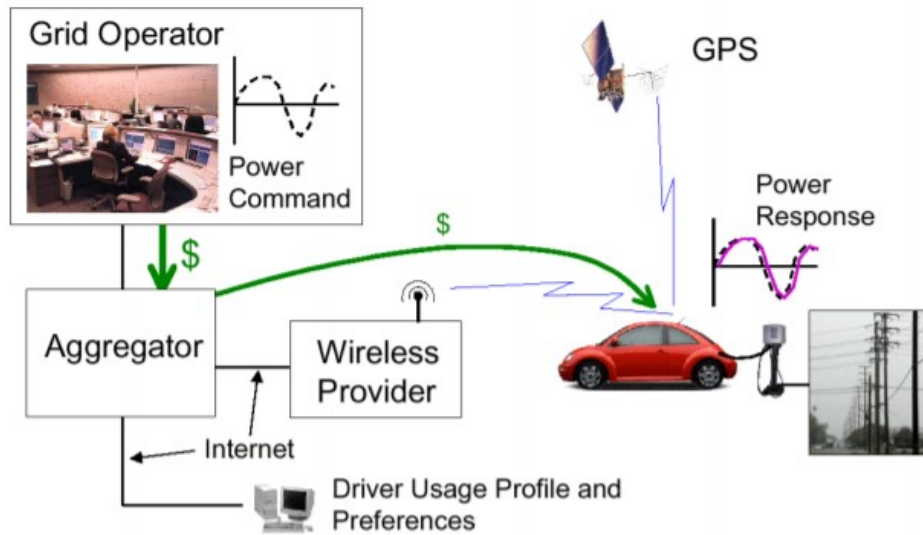 Grid Operator
Power
Command
GPS
Power
Response
$
$
Aggregator
Wireless
Provider
Internet
Driver Usage Profile and
Preferences